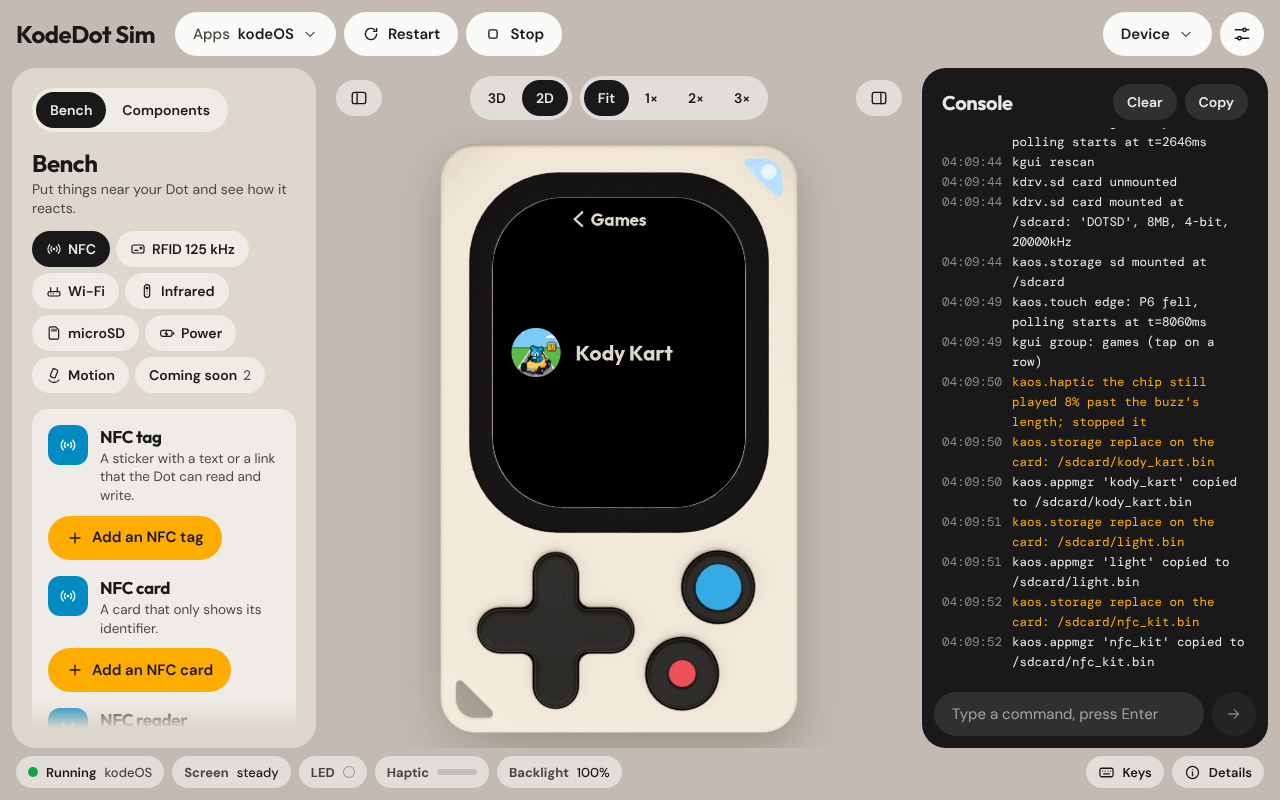 KodeDot Sim
Apps kodeOS
Restart
Stop
Device
Bench
Components
3D
2D
Fit
1×
2×
3×
Console
Clear
Copy
Bench
Put things near your Dot and see how it
reacts.
NFC
RFID 125 kHz
Wi-Fi
Infrared
microSD
Power
Motion
Coming soon 2
NFC tag
A sticker with a text or a link
that the Dot can read and
write.
+ Add an NFC tag
NFC card
A card that only shows its
identifier.
+ Add an NFC card
NFC reader
< Games
Kody Kart
polling starts at t=2646ms
04:09:44 kgui rescan
04:09:44 kdrv.sd card unmounted
04:09:44 kdrv.sd card mounted at
/sdcard: 'DOTSD', 8MB, 4-bit,
20000kHz
04:09:44 kaos.storage sd mounted at
/sdcard
04:09:49 kaos.touch edge: P6 fell,
polling starts at t=8060ms
04:09:49 kgui group: games (tap on a
row)
04:09:50 kaos.haptic the chip still
played 8% past the buzz's
length; stopped it
04:09:50 kaos.storage replace on the
card: /sdcard/kody_kart.bin
04:09:50 kaos.appmgr 'kody_kart' copied
to /sdcard/kody_kart.bin
04:09:51 kaos.storage replace on the
card: /sdcard/light.bin
04:09:51 kaos.appmgr 'light' copied to
/sdcard/light.bin
04:09:52 kaos.storage replace on the
card: /sdcard/nfc_kit.bin
04:09:52 kaos.appmgr 'nfc_kit' copied to
/sdcard/nfc_kit.bin
Type a command, press Enter
Running kodeOS
Screen steady
LED
Haptic
Backlight 100%
Keys
Details